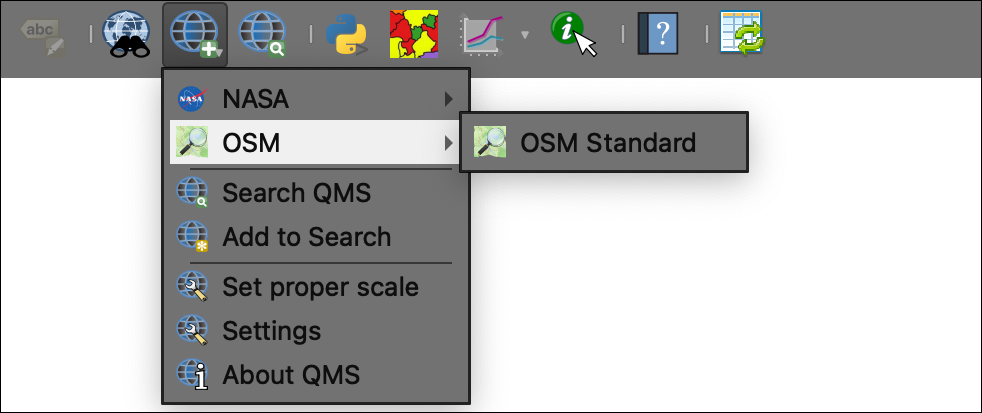 abc
NASA
OSM
OSM Standard
Search QMS
Add to Search
Set proper scale
Settings
About QMS